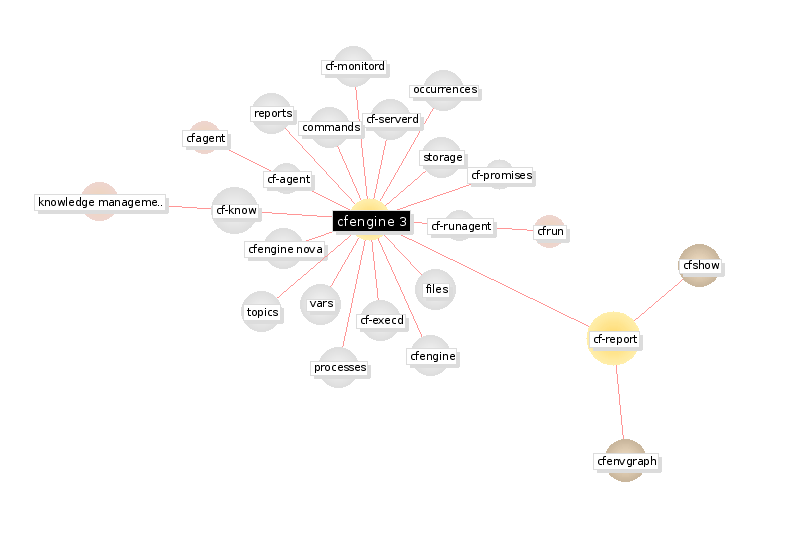 cf-monitord
occurrences
reports
commands
cf-serverd
cfagent
storage
cf-agent
cf-promises
knowledge manageme..
cf-know
cfengine 3
cf-runagent
cfrun
cfengine nova
cfshow
files
vars
topics
cf-execd
cf-report
cfengine
processes
cfenvgraph